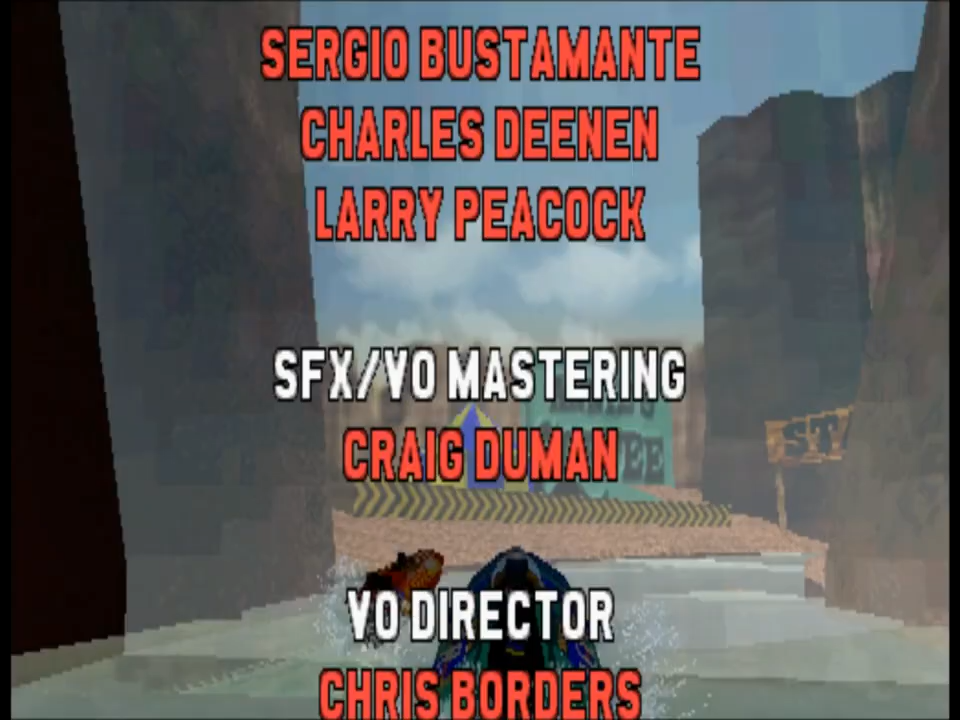 SERGIO BUSTAMANTE
CHARLES DEENEN
LARRY PEACOCK
SFX/VO MASTERING
CRAIG DUMAN
VO DIRECTOR
CHRIS BORDERS